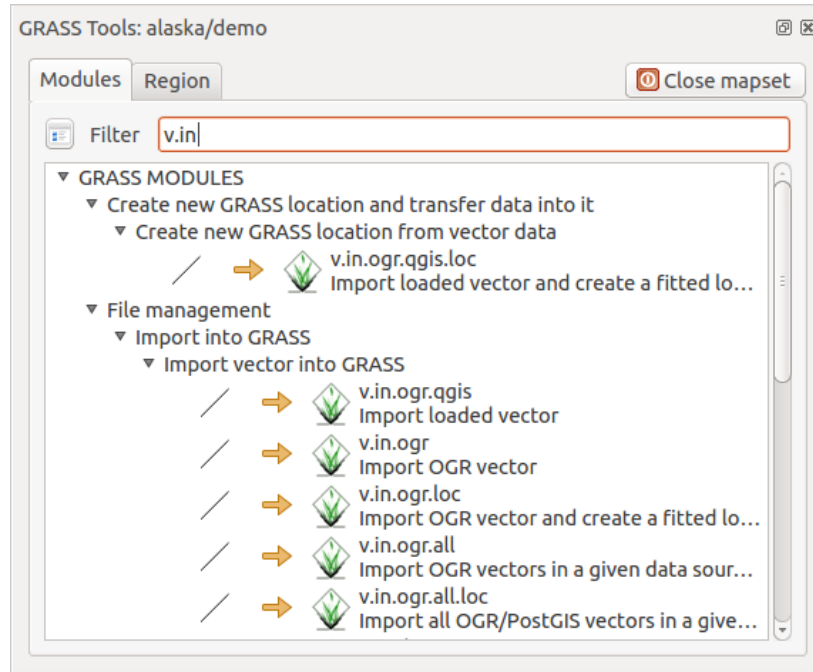 GRASS Tools: alaska/demo
Modules
Region
Close mapset
Filter
v.in
GRASS MODULES
Create new GRASS location and transfer data into it
Create new GRASS location from vector data
v.in.ogr.qgis.loc
Import loaded vector and create a fitted lo...
File management
Import into GRASS
Import vector into GRASS
v.in.ogr.qgis
Import loaded vector
v.in.ogr
Import OGR vector
v.in.ogr.loc
Import OGR vector and create a fitted lo...
v.in.ogr.all
Import OGR vectors in a given data sour...
v.in.ogr.all.loc
Import all OGR/PostGIS vectors in a give...